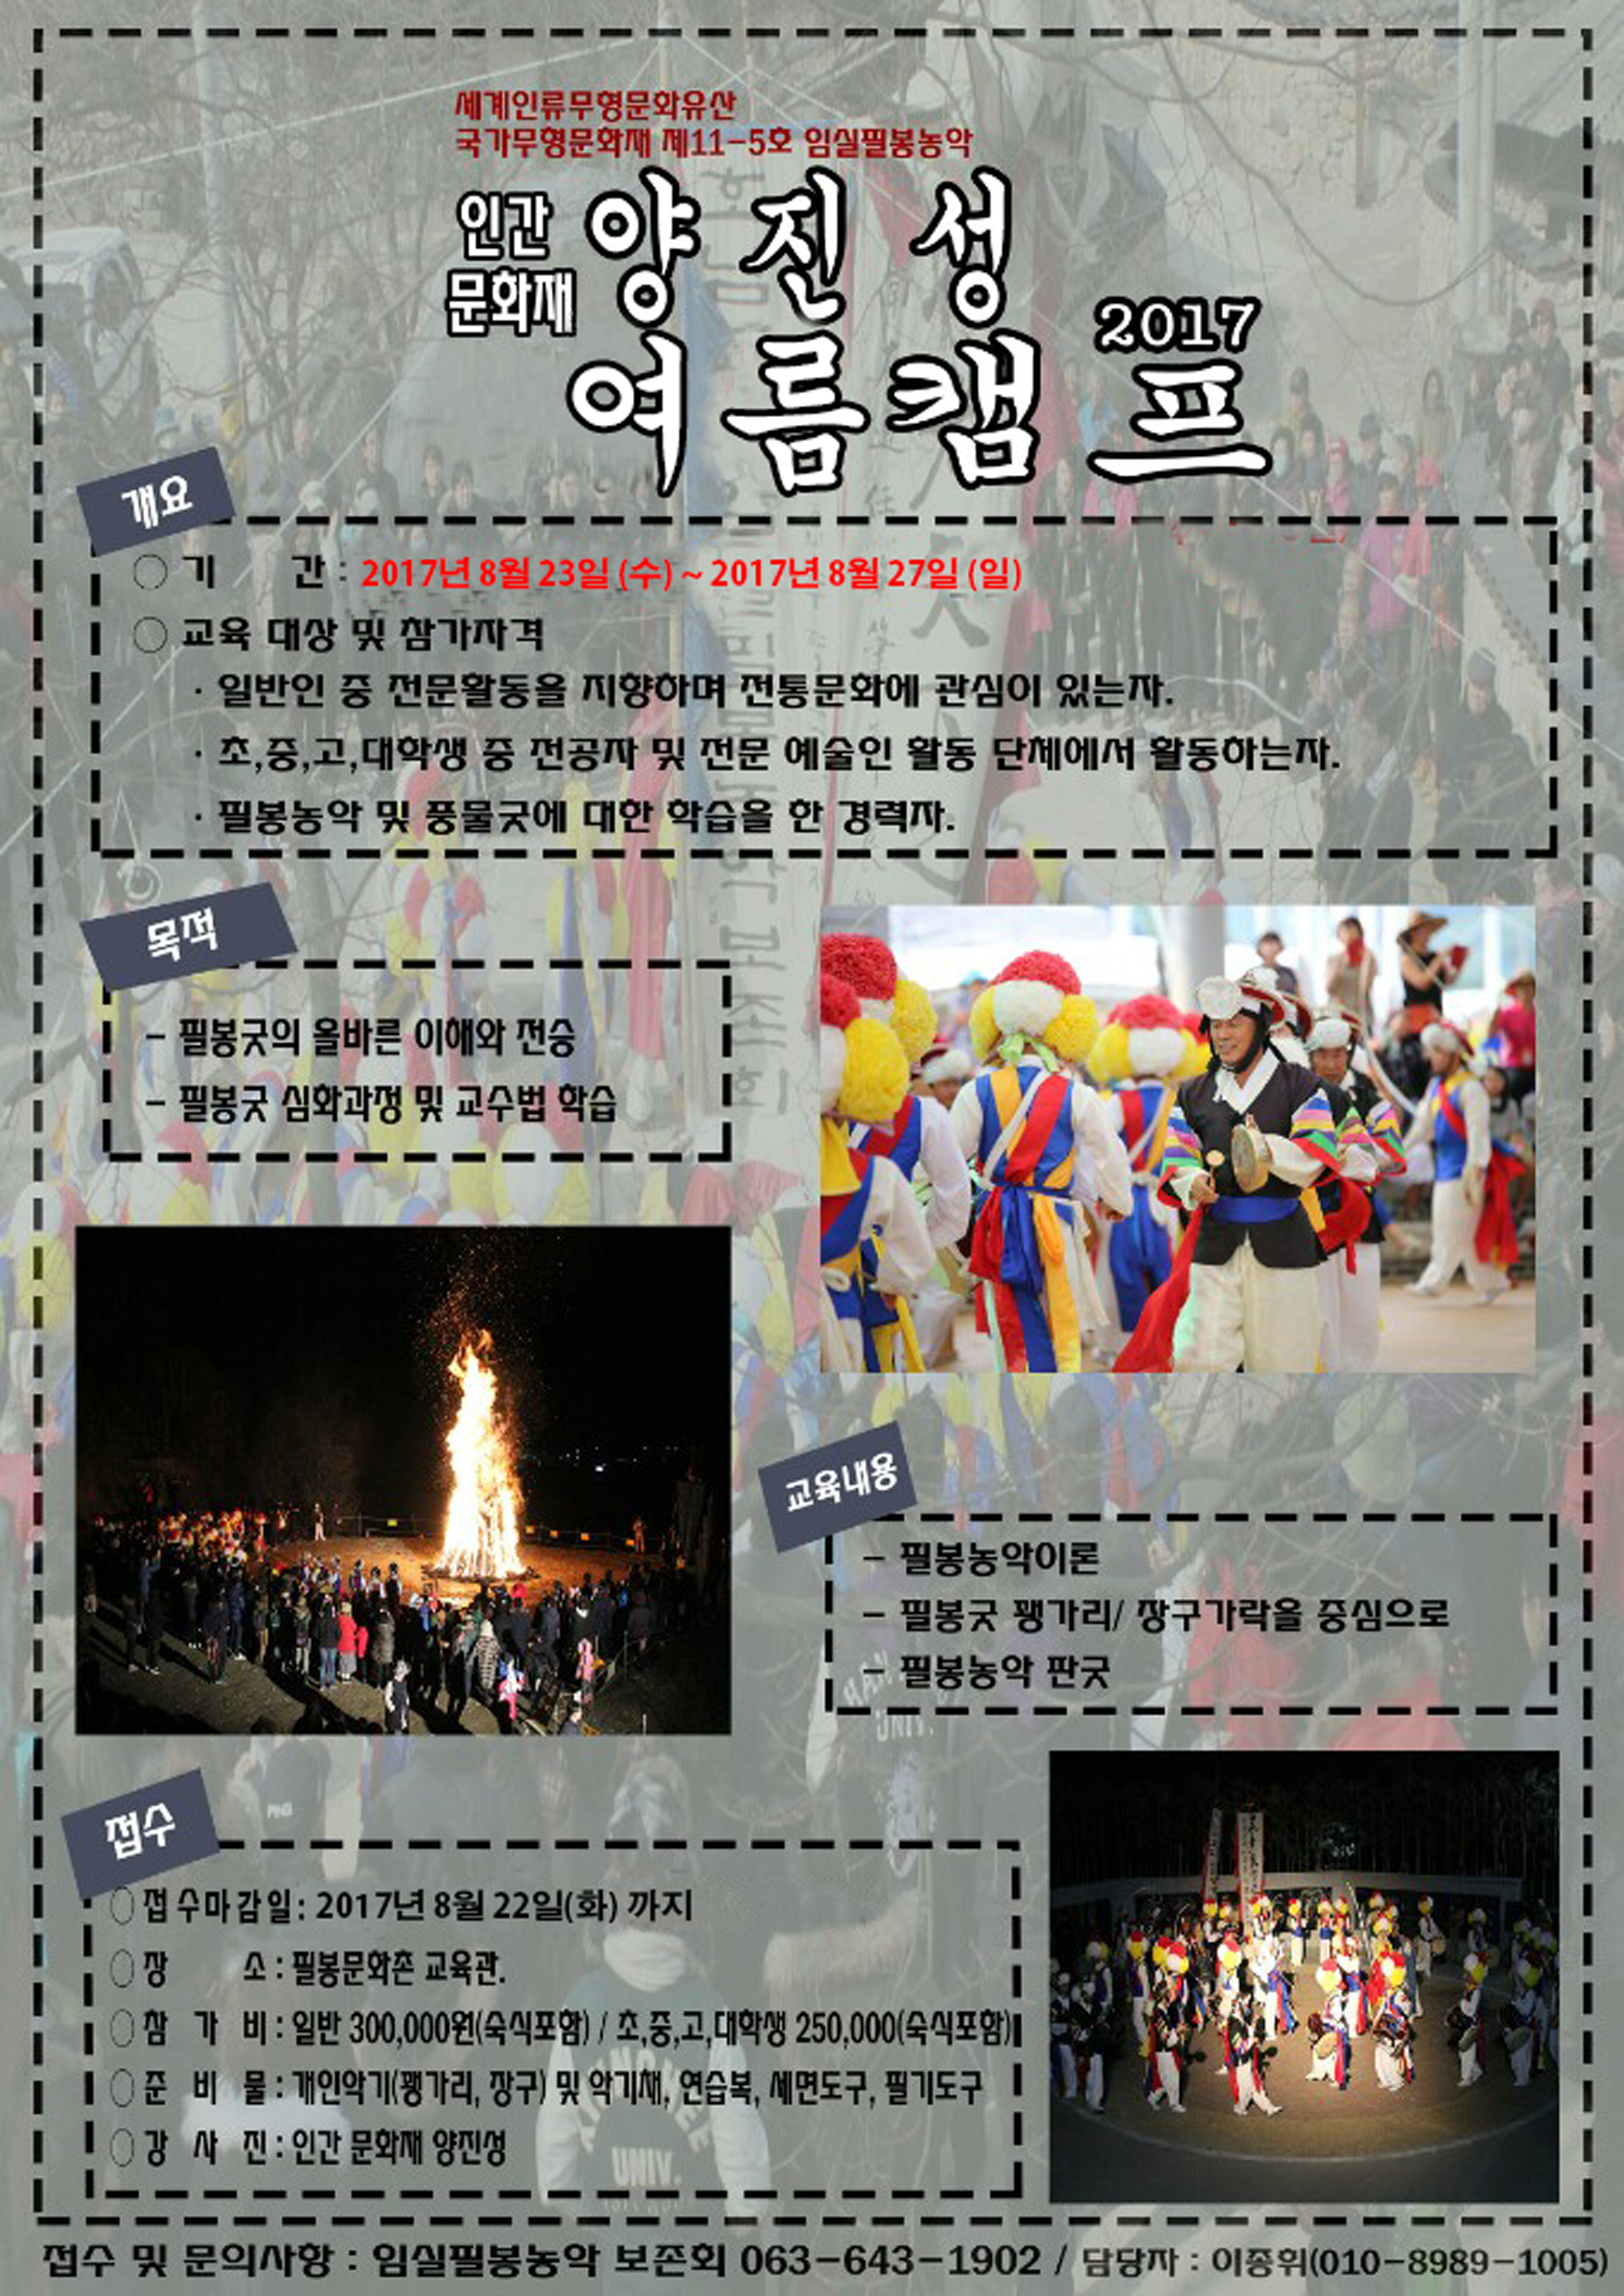 세계인류무형문화유산
국가무형문화재 제11-5호 임실필봉농악
인간
문화재
양진성
2017
여름캠프
개요
○ 기 간 : 2017년 8월 23일 (수) ~ 2017년 8월 27일 (일)
○ 교육 대상 및 참가자격
· 일반인 중 전문활동을 지향하며 전통문화에 관심이 있는자.
· 초,중,고,대학생 중 전공자 및 전문 예술인 활동 단체에서 활동하는자.
· 필봉농악 및 풍물굿에 대한 학습을 한 경력자.
목적
- 필봉굿의 올바른 이해와 전승
- 필봉굿 심화과정 및 교수법 학습
교육내용
- 필봉농악이론
- 필봉굿 꽹가리/ 장구가락을 중심으로
- 필봉농악 판굿
접수
○ 접수마감일 : 2017년 8월 22일(화) 까지
○ 장 소 : 필봉문화촌 교육관.
○ 참 가 비 : 일반 300,000원(숙식포함) / 초,중,고,대학생 250,000(숙식포함)
○ 준 비 물 : 개인악기(꽹가리, 장구) 및 악기채, 연습복, 세면도구, 필기도구
○ 강 사 진 : 인간 문화재 양진성
UNIV.
접수 및 문의사항 : 임실필봉농악 보존회 063-643-1902 / 담당자 : 이종휘(010-8989-1005)